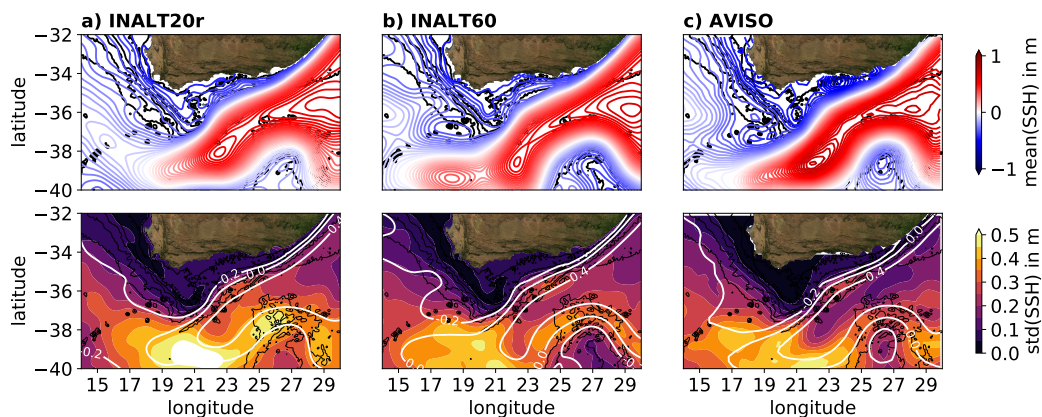 a) INALT20r
b) INALT60
c) AVISO
−32
−34
−36
−38
−40
latitude
1
0
−1
mean(SSH) in m
−32
−34
−36
−38
−40
latitude
0.4
-0.2
0.0
-0.2
-0.4
-0.2
0.0
0.0
-0.4
-0.2
0.0
0.5
0.4
0.3
0.2
0.1
0.0
std(SSH) in m
15 17 19 21 23 25 27 29
15 17 19 21 23 25 27 29
15 17 19 21 23 25 27 29
longitude
longitude
longitude